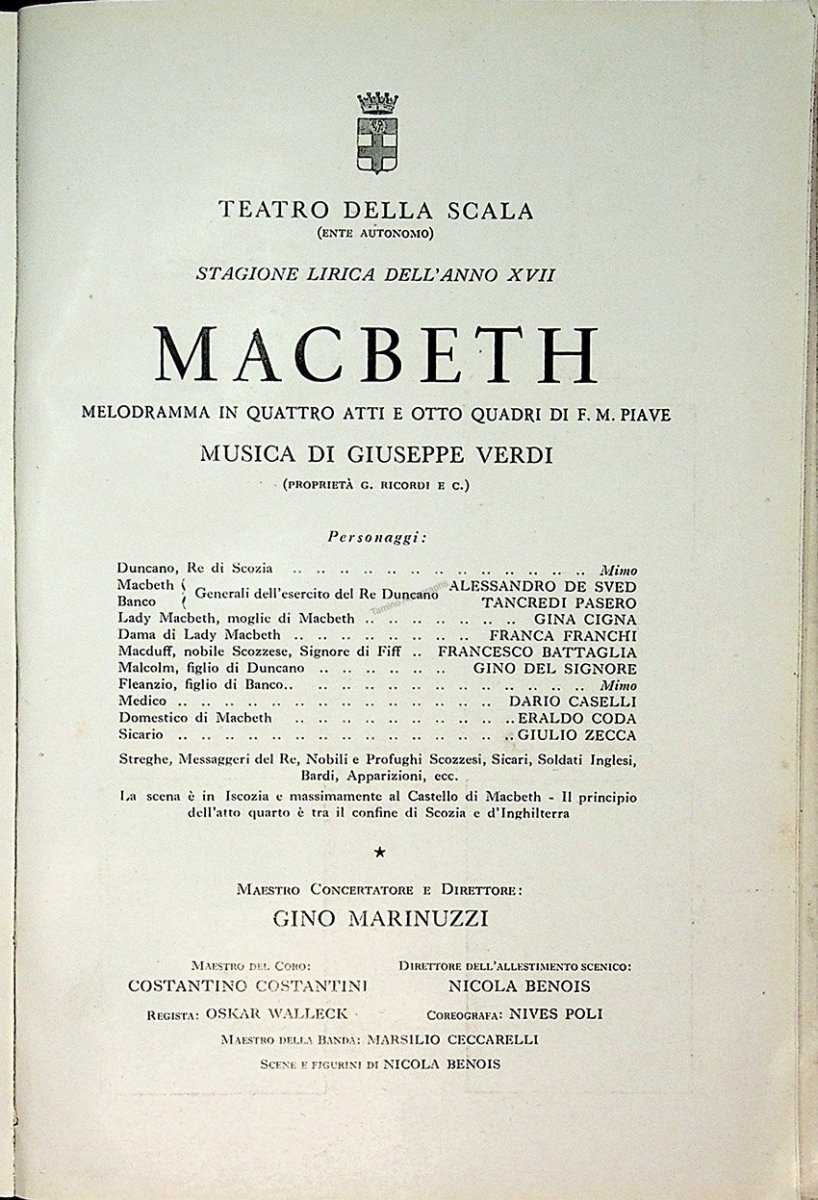 TEATRO DELLA SCALA
(ENTE AUTONOMO)
STAGIONE LIRICA DELL'ANNO XVII
MACBETH
MELODRAMMA IN QUATTRO ATTI E OTTO QUADRI DI F. M. PIAVE
MUSICA DI GIUSEPPE VERDI
(PROPRIETÀ G. RICORDI E C.)
Personaggi:
Duncano, Re di Scozia .. .. .. .. .. .. .. .. .. .. .. .. .. Mimo
Macbeth { Generali dell'esercito del Re Duncano ALESSANDRO DE SVED
Banco { TANCREDI PASERO
Lady Macbeth, moglie di Macbeth .. .. .. .. .. .. .. GINA CIGNA
Dama di Lady Macbeth .. .. .. .. .. .. .. .. FRANCA FRANCHI
Macduff, nobile Scozzese, Signore di Fiff .. FRANCESCO BATTAGLIA
Malcolm, figlio di Duncano .. .. .. .. .. .. GINO DEL SIGNORE
Fleanzio, figlio di Banco.. .. .. .. .. .. .. .. .. .. .. .. .. Mimo
Medico .. .. .. .. .. .. .. .. .. .. .. .. .. .. DARIO CASELLI
Domestico di Macbeth .. .. .. .. .. .. .. .. .. .. ERALDO CODA
Sicario .. .. .. .. .. .. .. .. .. .. .. .. .. .. .. GIULIO ZECCA
Streghe, Messaggeri del Re, Nobili e Profughi Scozzesi, Sicari, Soldati Inglesi,
Bardi, Apparizioni, ecc.
La scena è in Iscozia e massimamente al Castello di Macbeth - Il principio
dell'atto quarto è tra il confine di Scozia e d'Inghilterra
MAESTRO CONCERTATORE E DIRETTORE:
GINO MARINUZZI
MAESTRO DEL CORO: DIRETTORE DELL'ALLESTIMENTO SCENICO:
COSTANTINO COSTANTINI NICOLA BENOIS
REGISTA: OSKAR WALLECK COREOGRAFA: NIVES POLI
MAESTRO DELLA BANDA: MARSILIO CECCARELLI
SCENE E FIGURINI DI NICOLA BENOIS
Tamino Autographs